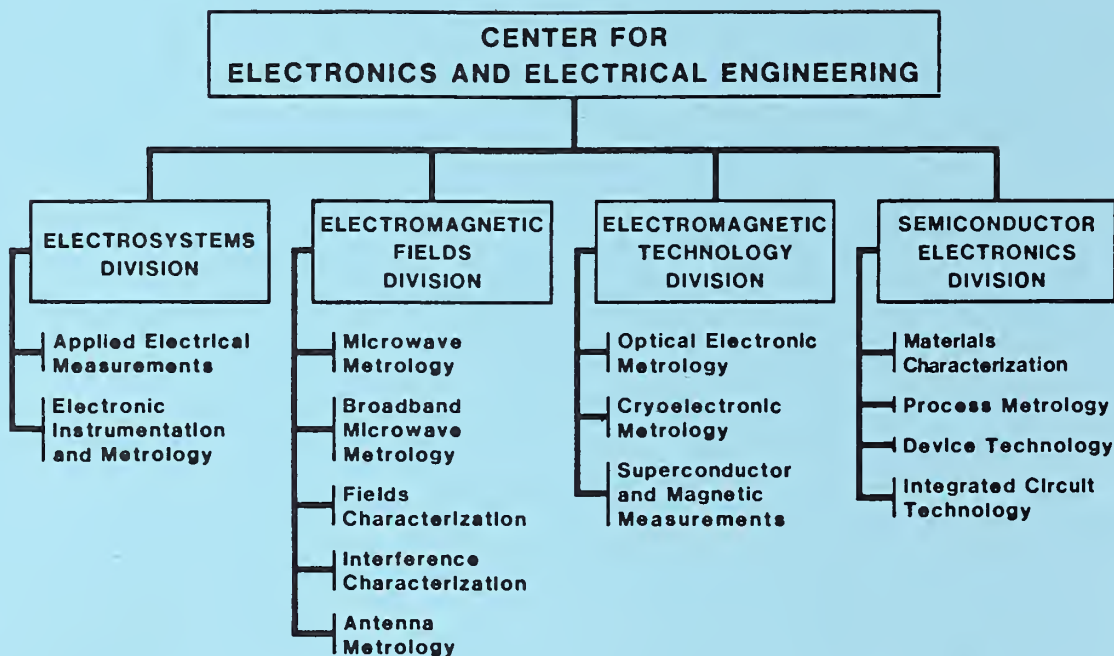 CENTER FOR
ELECTRONICS AND ELECTRICAL ENGINEERING
ELECTROSYSTEMS
DIVISION
Applied Electrical
Measurements
Electronic
Instrumentation
and Metrology
ELECTROMAGNETIC
FIELDS
DIVISION
Microwave
Metrology
Broadband
Microwave
Metrology
Fields
Characterization
Interference
Characterization
Antenna
Metrology
ELECTROMAGNETIC
TECHNOLOGY
DIVISION
Optical Electronic
Metrology
Cryoelectronic
Metrology
Superconductor
and Magnetic
Measurements
SEMICONDUCTOR
ELECTRONICS
DIVISION
Materials
Characterization
Process Metrology
Device Technology
Integrated Circuit
Technology